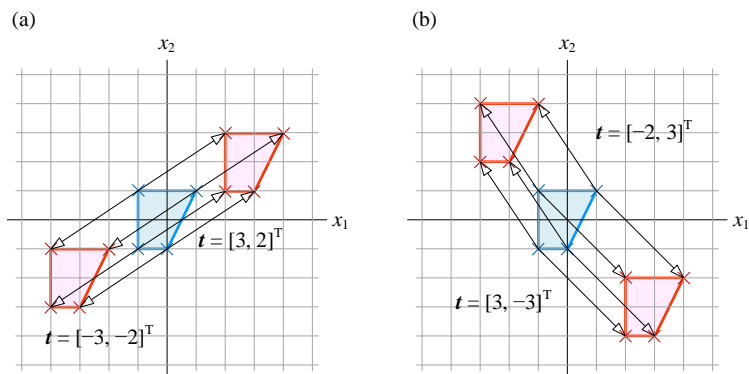 (a)
x₂
x₁
t = [3, 2]ᵀ
t = [−3, −2]ᵀ
(b)
x₂
t = [−2, 3]ᵀ
x₁
t = [3, −3]ᵀ